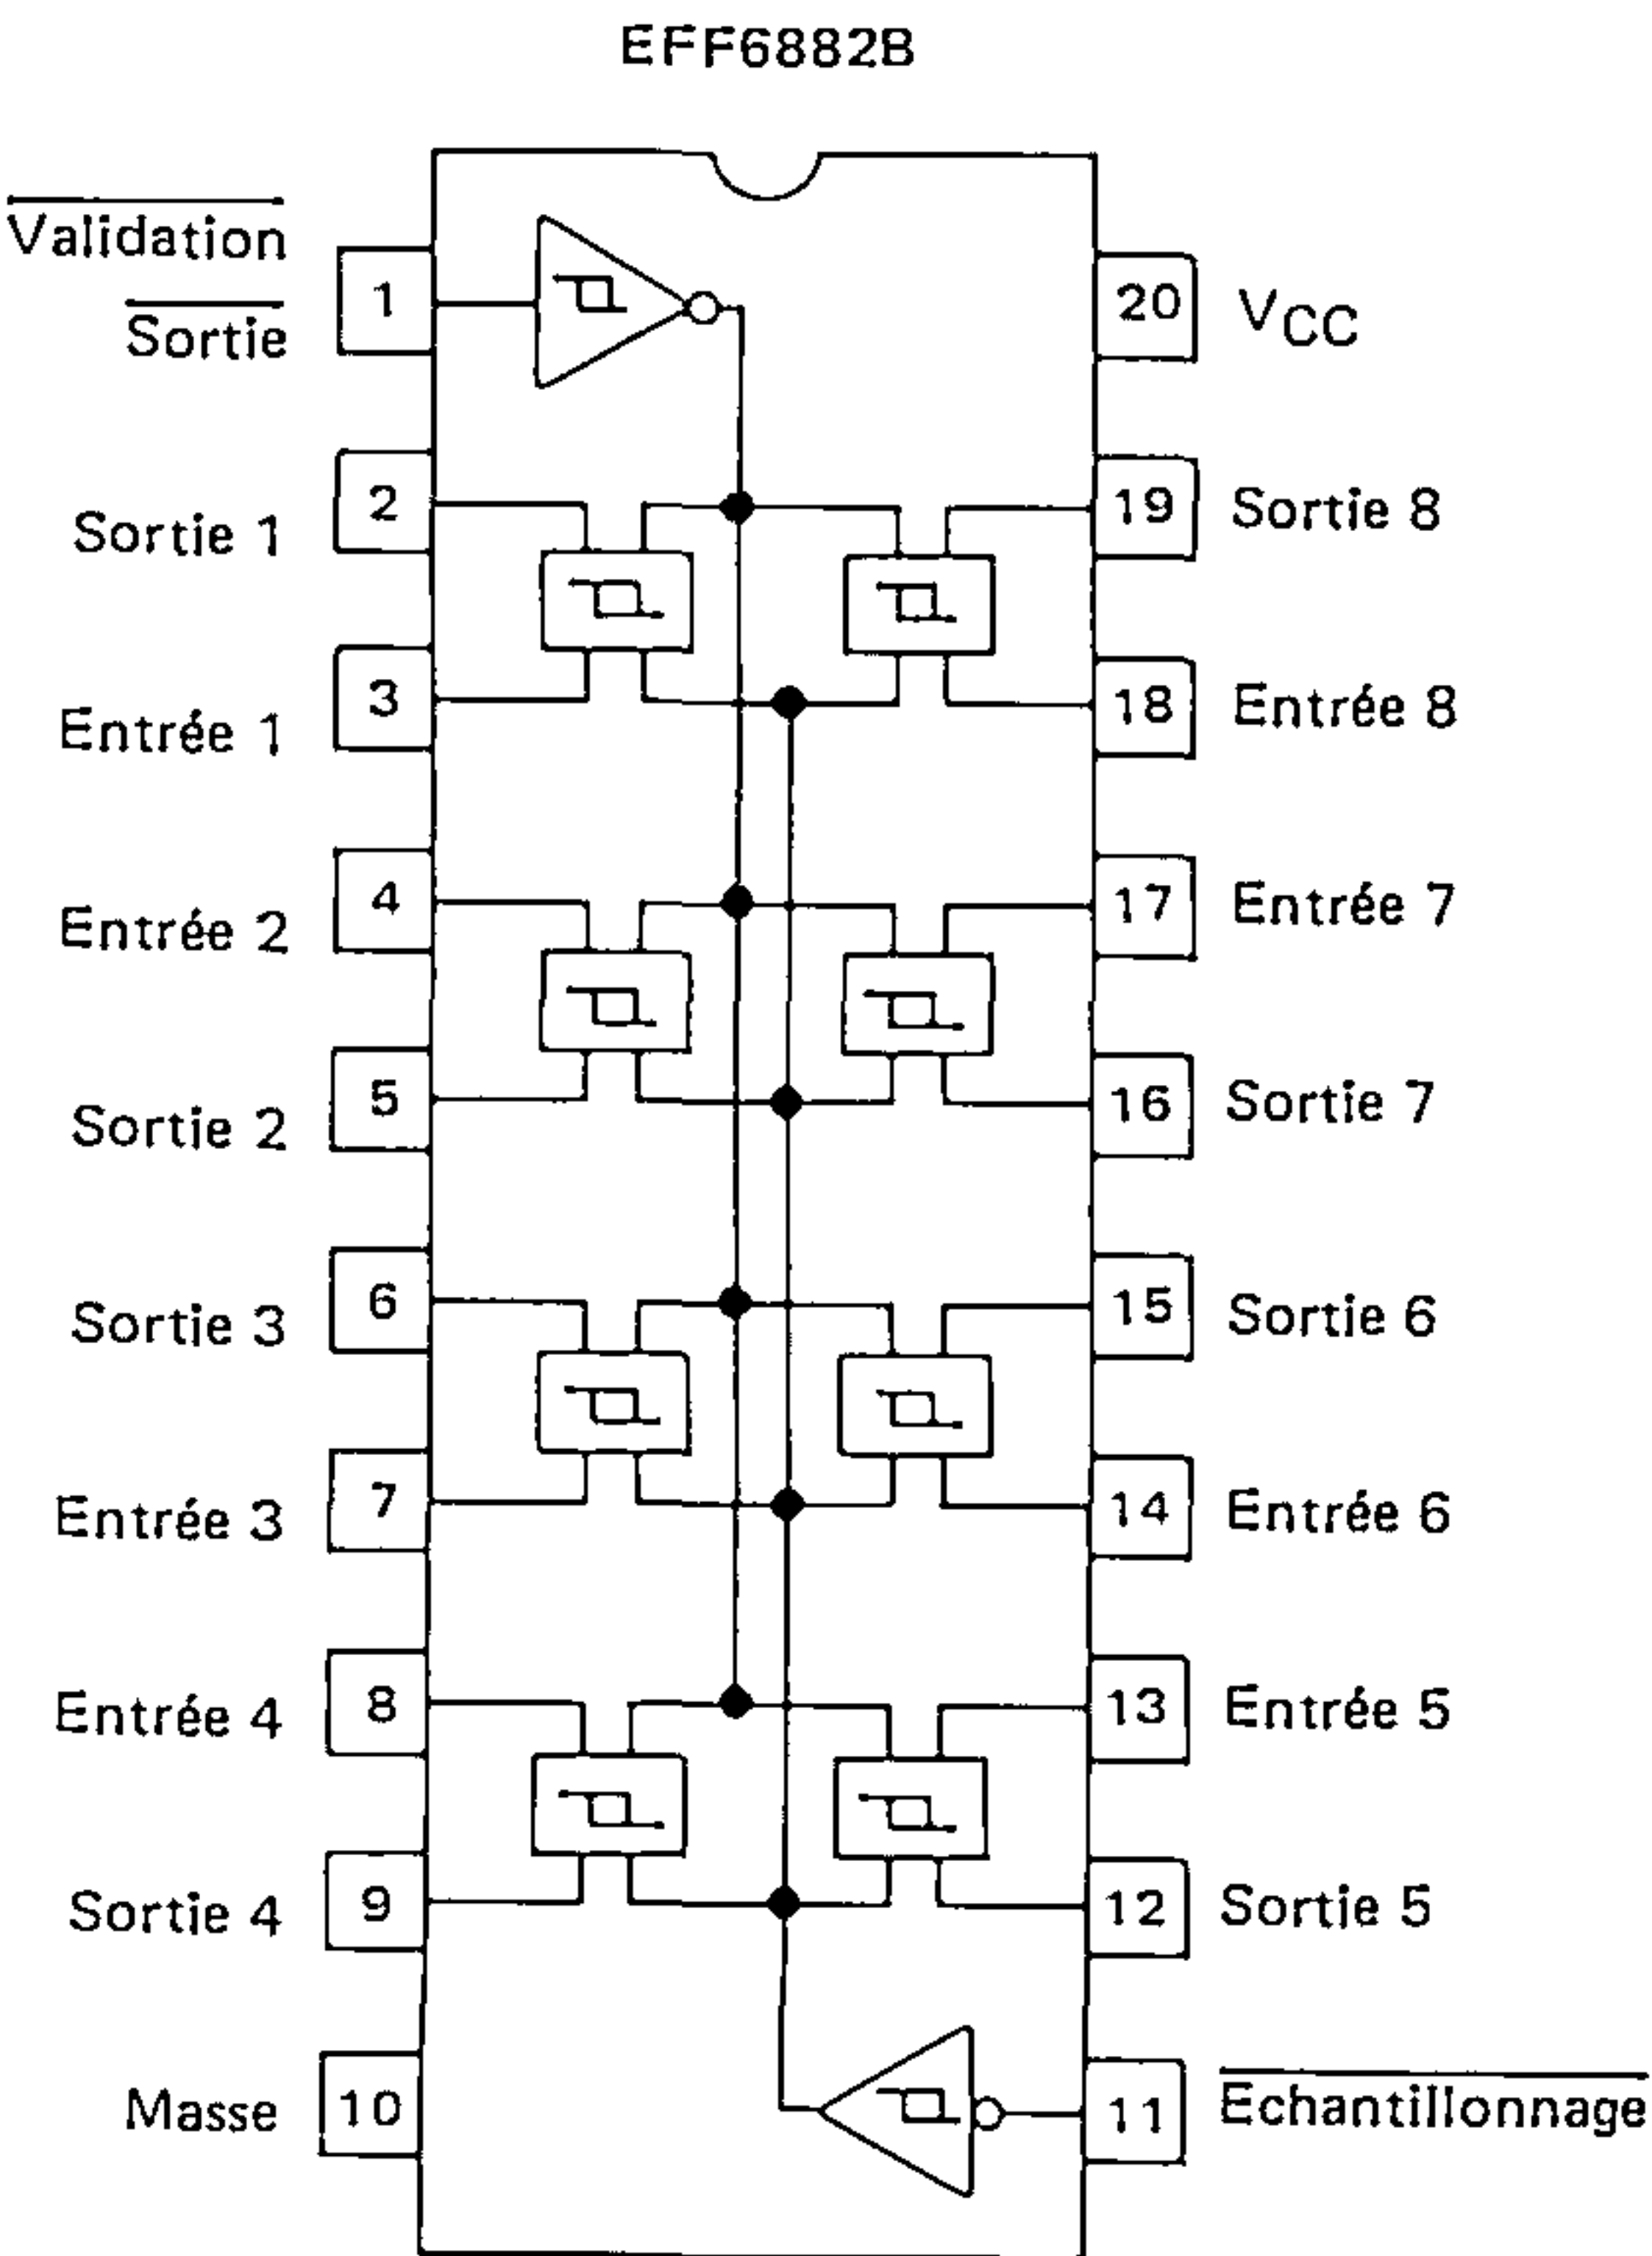 EFF6882B
Validation
Sortie
1
20
VCC
Sortie 1
2
19
Sortie 8
Entrée 1
3
18
Entrée 8
Entrée 2
4
17
Entrée 7
Sortie 2
5
16
Sortie 7
Sortie 3
6
15
Sortie 6
Entrée 3
7
14
Entrée 6
Entrée 4
8
13
Entrée 5
Sortie 4
9
12
Sortie 5
Masse
10
11
Echantillonnage